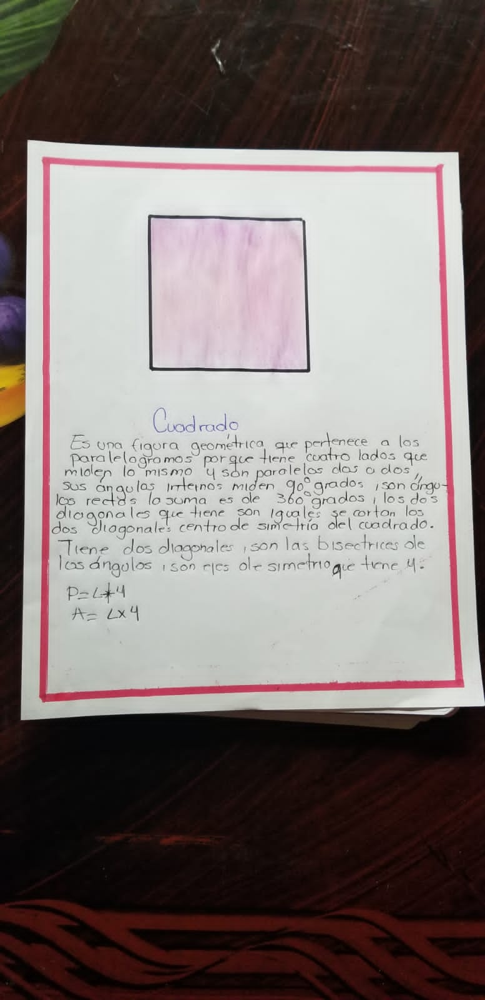 Cuadrado
Es una figura geométrica que pertenece a los
paralelogramos porque tiene cuatro lados que
miden lo mismo y son paralelos dos a dos,,
sus ángulos internos miden 90° grados , son ángu-
los rectos la suma es de 360° grados , los dos
diagonales que tiene son iguales se cortan los
dos diagonales centro de simetría del cuadrado.
Tiene dos diagonales , son las bisectrices de
los ángulos , son ejes de simetria que tiene 4.
P=L*4
A= Lx4